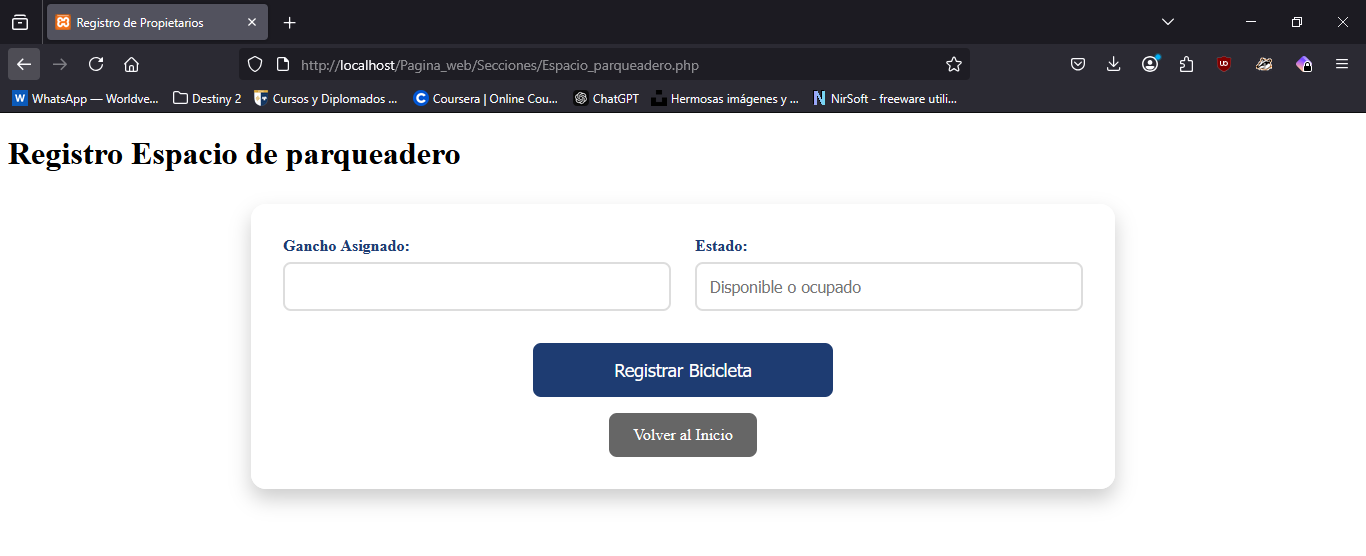 Registro de Propietarios
http://localhost/Pagina_web/Secciones/Espacio_parqueadero.php
WhatsApp — Worldve... Destiny 2 Cursos y Diplomados ... Coursera | Online Cou... ChatGPT Hermosas imágenes y ... NirSoft - freeware utili...
Registro Espacio de parqueadero
Gancho Asignado: Estado:
Disponible o ocupado
Registrar Bicicleta
Volver al Inicio